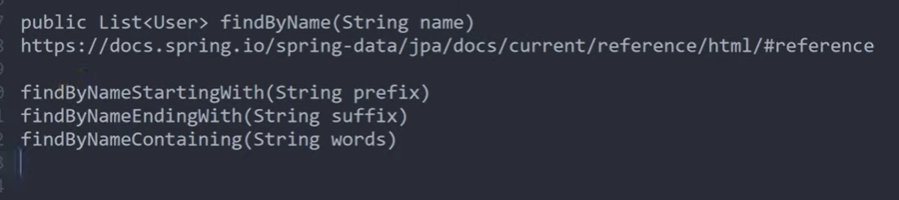 public List<User> findByName(String name)
https://docs.spring.io/spring-data/jpa/docs/current/reference/html/#reference
findByNameStartingWith(String prefix)
findByNameEndingWith(String suffix)
findByNameContaining(String words)